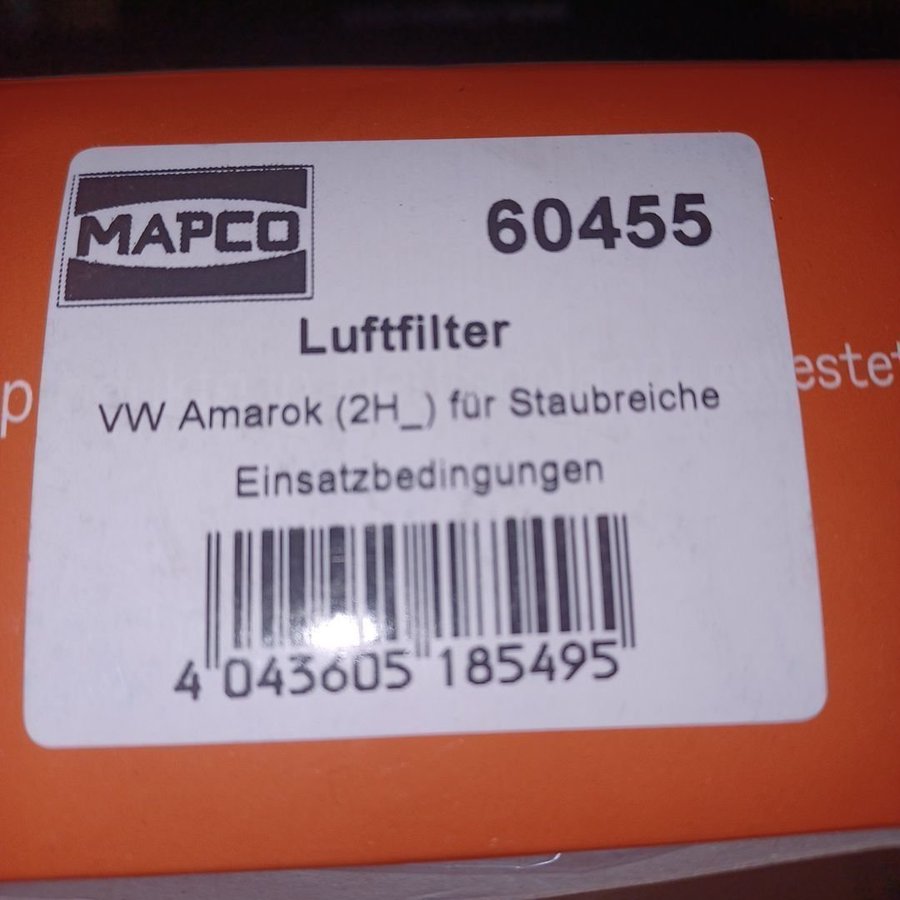 MAPCO
60455
Luftfilter
VW Amarok (2H_) für Staubreiche
Einsatzbedingungen
4 043605 185495